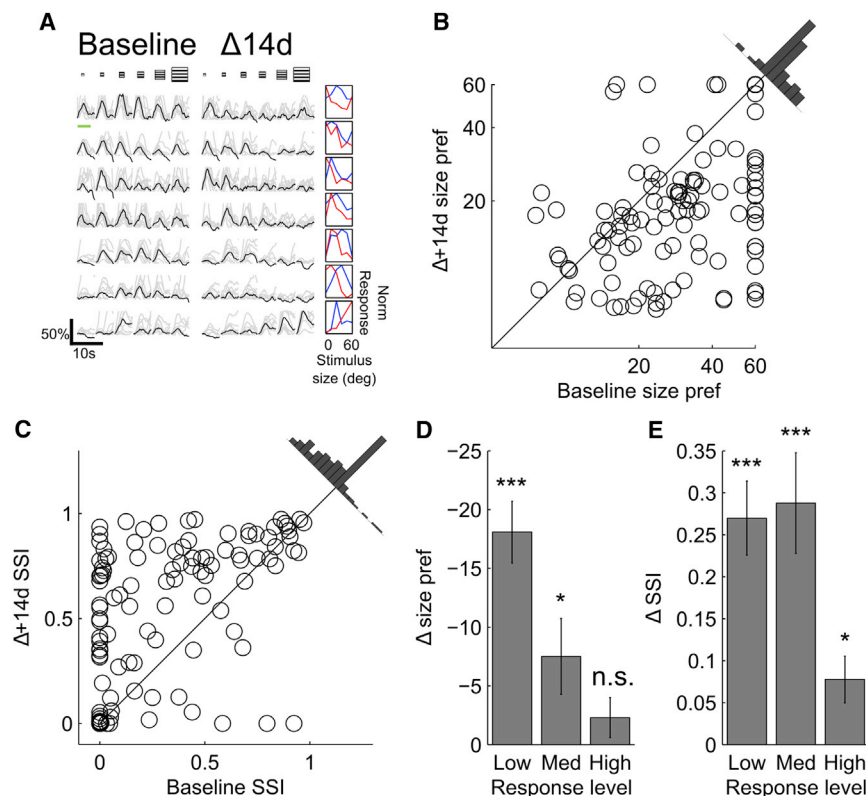 A
Baseline Δ14d
50%
10s
Norm
Response
0 60
Stimulus
size (deg)
B
60
40
20
Δ+14d size pref
20 40 60
Baseline size pref
C
1
0.5
0
Δ+14d SSI
0 0.5 1
Baseline SSI
D
−25
−20
−15
−10
−5
0
Δ size pref
***
*
n.s.
Low Med High
Response level
E
0.35
0.3
0.25
0.2
0.15
0.1
0.05
0
Δ SSI
***
***
*
Low Med High
Response level